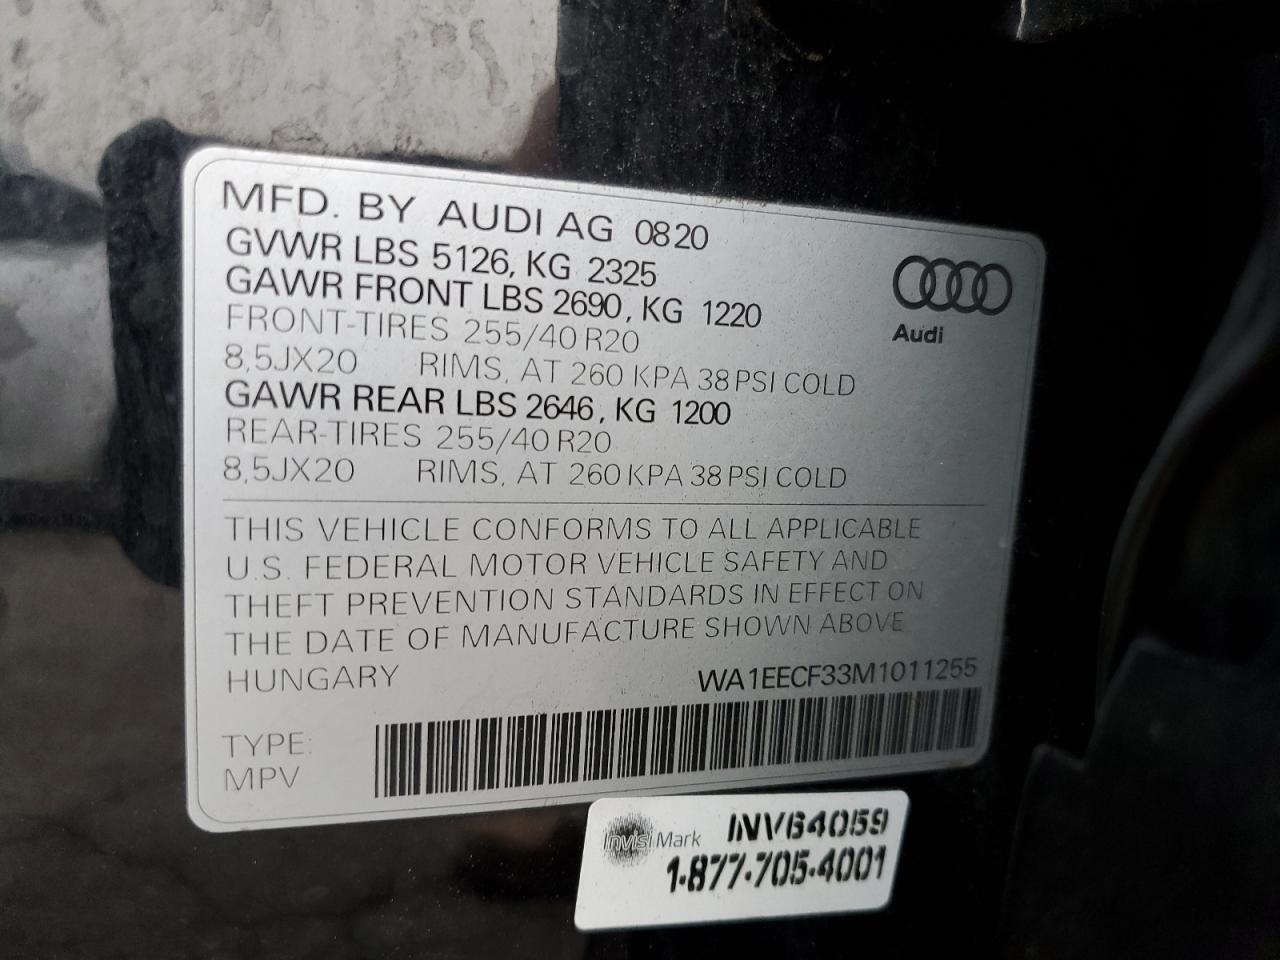 MFD. BY AUDI AG 0820
GVWR LBS 5126, KG 2325
GAWR FRONT LBS 2690, KG 1220
FRONT-TIRES 255/40 R20
8,5JX20 RIMS, AT 260 KPA 38 PSI COLD
GAWR REAR LBS 2646, KG 1200
REAR-TIRES 255/40 R20
8,5JX20 RIMS, AT 260 KPA 38 PSI COLD
Audi
THIS VEHICLE CONFORMS TO ALL APPLICABLE
U.S. FEDERAL MOTOR VEHICLE SAFETY AND
THEFT PREVENTION STANDARDS IN EFFECT ON
THE DATE OF MANUFACTURE SHOWN ABOVE
HUNGARY WA1EECF33M1011255
TYPE:
MPV
InvisiMark INV64059
1-877-705-4001